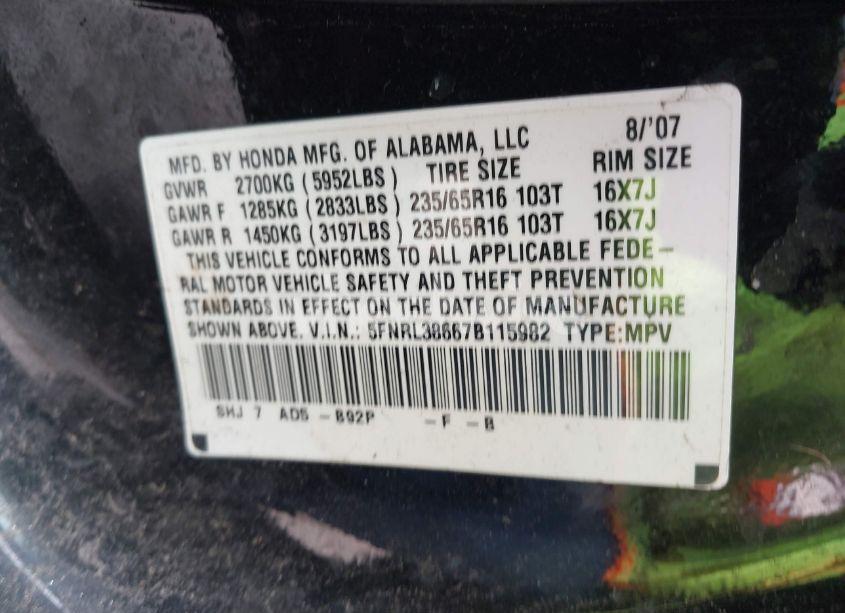 MFD. BY HONDA MFG. OF ALABAMA, LLC 8/'07
GVWR 2700KG (5952LBS) TIRE SIZE RIM SIZE
GAWR F 1285KG (2833LBS) 235/65R16 103T 16X7J
GAWR R 1450KG (3197LBS) 235/65R16 103T 16X7J
THIS VEHICLE CONFORMS TO ALL APPLICABLE FEDE-
RAL MOTOR VEHICLE SAFETY AND THEFT PREVENTION
STANDARDS IN EFFECT ON THE DATE OF MANUFACTURE
SHOWN ABOVE. V.I.N.: 5FNRL38667B115982 TYPE:MPV
SHJ 7 AD5 -B92P -F -B